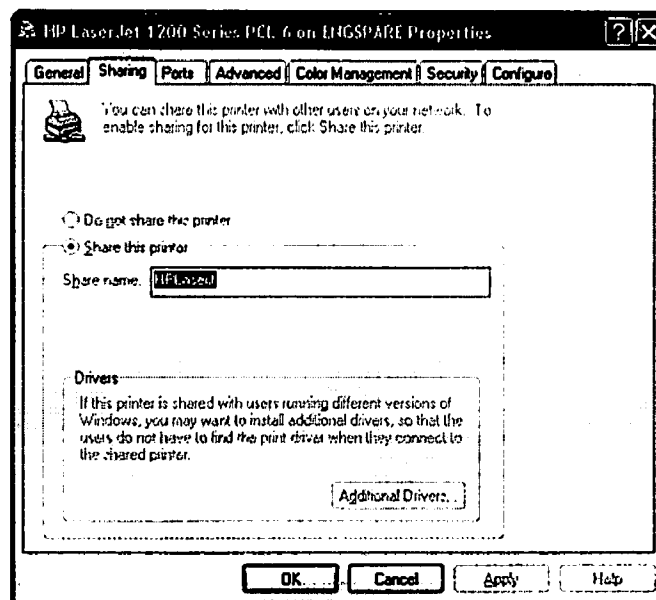 HP LaserJet 1200 Series PCL 6 on ENGSPARE Properties
General Sharing Ports Advanced Color Management Security Configure
You can share this printer with other users on your network. To
enable sharing for this printer, click Share this printer.
Do not share this printer
Share this printer
Share name:
Drivers
If this printer is shared with users running different versions of
Windows, you may want to install additional drivers, so that the
users do not have to find the print driver when they connect to
the shared printer.
Additional Drivers...
OK Cancel Apply Help